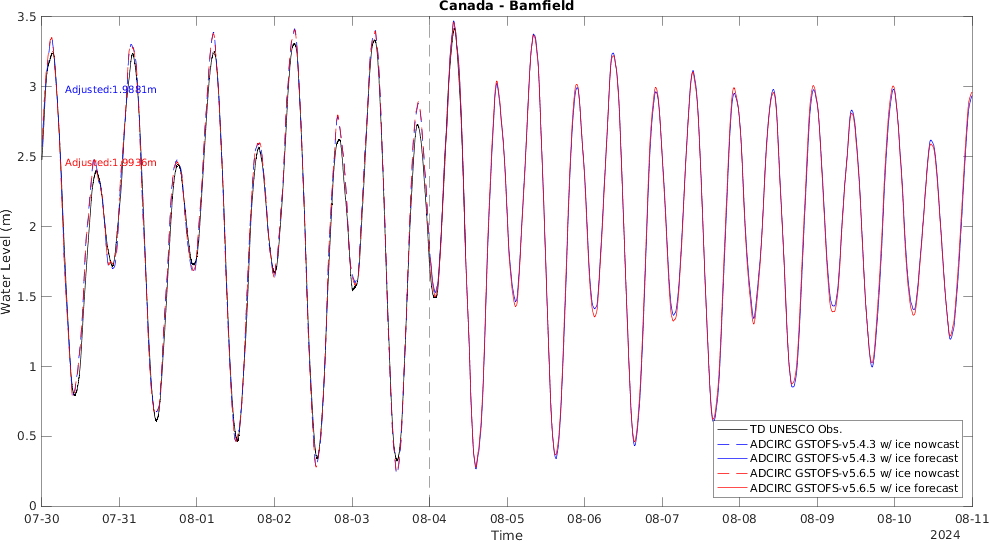 Canada - Bamfield
3.5
3
2.5
2
1.5
1
0.5
0
Water Level (m)
Adjusted:1.9881m
Adjusted:1.9936m
TD UNESCO Obs.
ADCIRC GSTOFS-v5.4.3 w/ ice nowcast
ADCIRC GSTOFS-v5.4.3 w/ ice forecast
ADCIRC GSTOFS-v5.6.5 w/ ice nowcast
ADCIRC GSTOFS-v5.6.5 w/ ice forecast
07-30 07-31 08-01 08-02 08-03 08-04 08-05 08-06 08-07 08-08 08-09 08-10 08-11
Time
2024